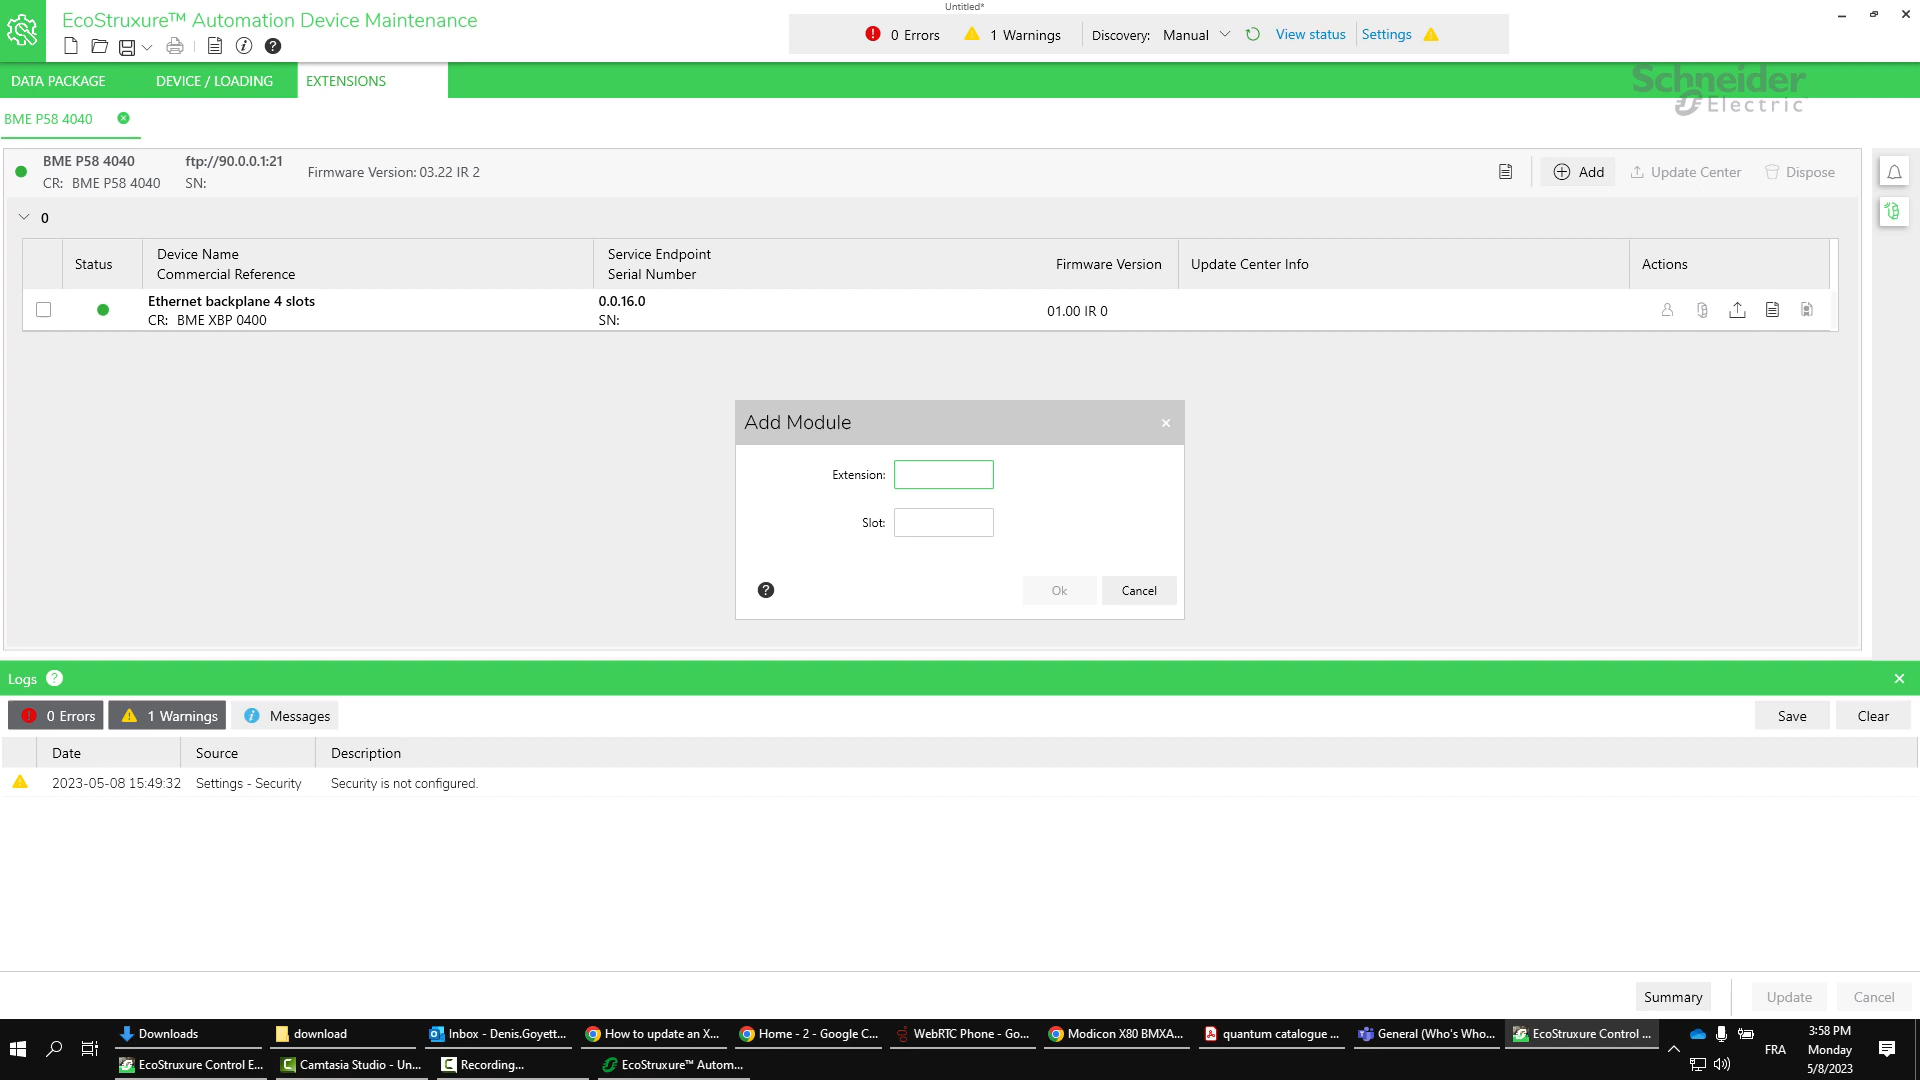 Untitled*
EcoStruxure™ Automation Device Maintenance
0 Errors
1 Warnings
Discovery: Manual
View status
Settings
DATA PACKAGE
DEVICE / LOADING
EXTENSIONS
Schneider
Electric
BME P58 4040
BME P58 4040
ftp://90.0.0.1:21
CR: BME P58 4040
SN:
Firmware Version: 03.22 IR 2
Add
Update Center
Dispose
0
Status
Device Name
Commercial Reference
Service Endpoint
Serial Number
Firmware Version
Update Center Info
Actions
Ethernet backplane 4 slots
CR: BME XBP 0400
0.0.16.0
SN:
01.00 IR 0
Add Module
Extension:
Slot:
Ok
Cancel
Logs
0 Errors
1 Warnings
Messages
Save
Clear
Date
Source
Description
2023-05-08 15:49:32
Settings - Security
Security is not configured.
Summary
Update
Cancel
Downloads
download
Inbox - Denis.Goyett...
How to update an X...
Home - 2 - Google C...
WebRTC Phone - Go...
Modicon X80 BMXA...
quantum catalogue ...
General (Who's Who...
EcoStruxure Control ...
EcoStruxure Control E...
Camtasia Studio - Un...
Recording...
EcoStruxure™ Autom...
FRA
3:58 PM
Monday
5/8/2023